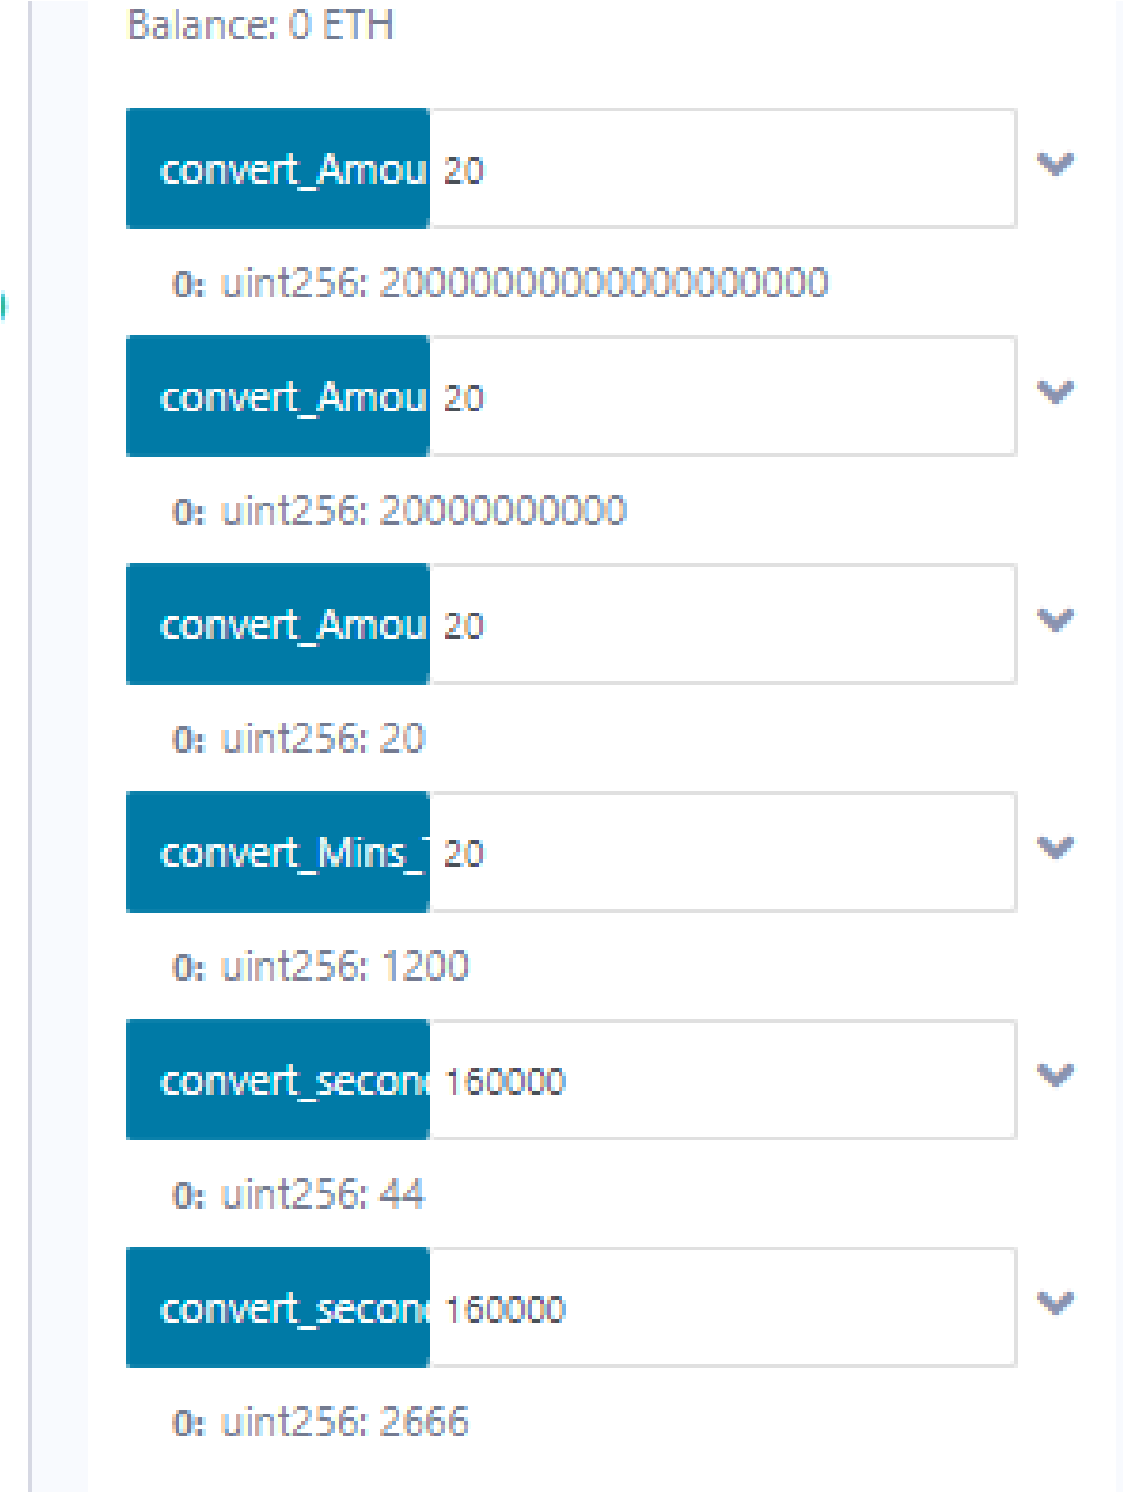 Balance: 0 ETH
convert_Amou 20
0: uint256: 20000000000000000000
convert_Amou 20
0: uint256: 20000000000
convert_Amou 20
0: uint256: 20
convert_Mins_ 20
0: uint256: 1200
convert_secon 160000
0: uint256: 44
convert_secon 160000
0: uint256: 2666